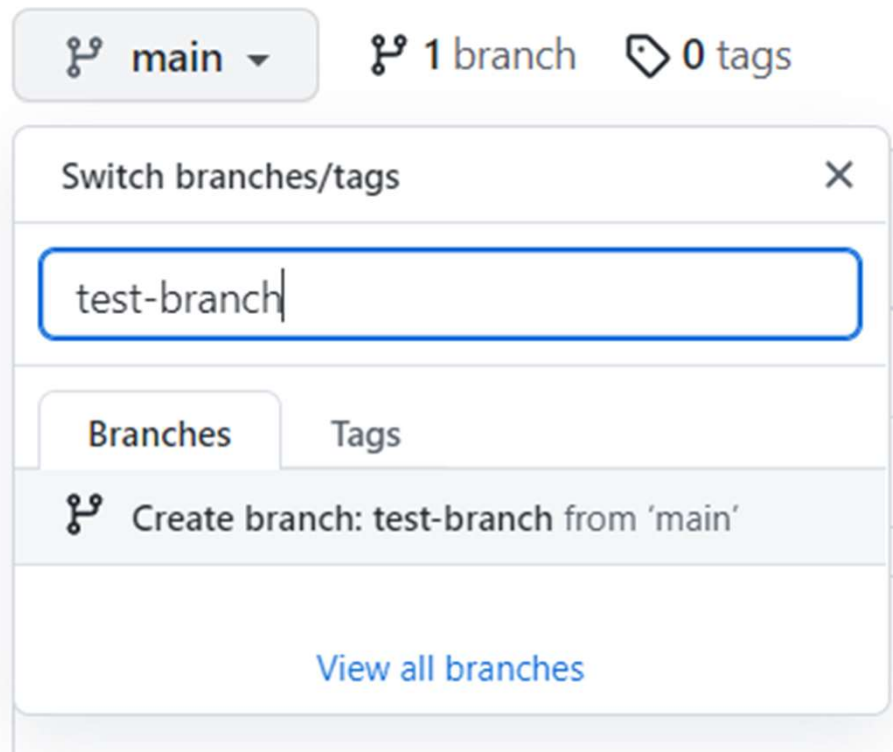 main 1 branch 0 tags
Switch branches/tags
test-branch
Branches Tags
Create branch: test-branch from ‘main’
View all branches